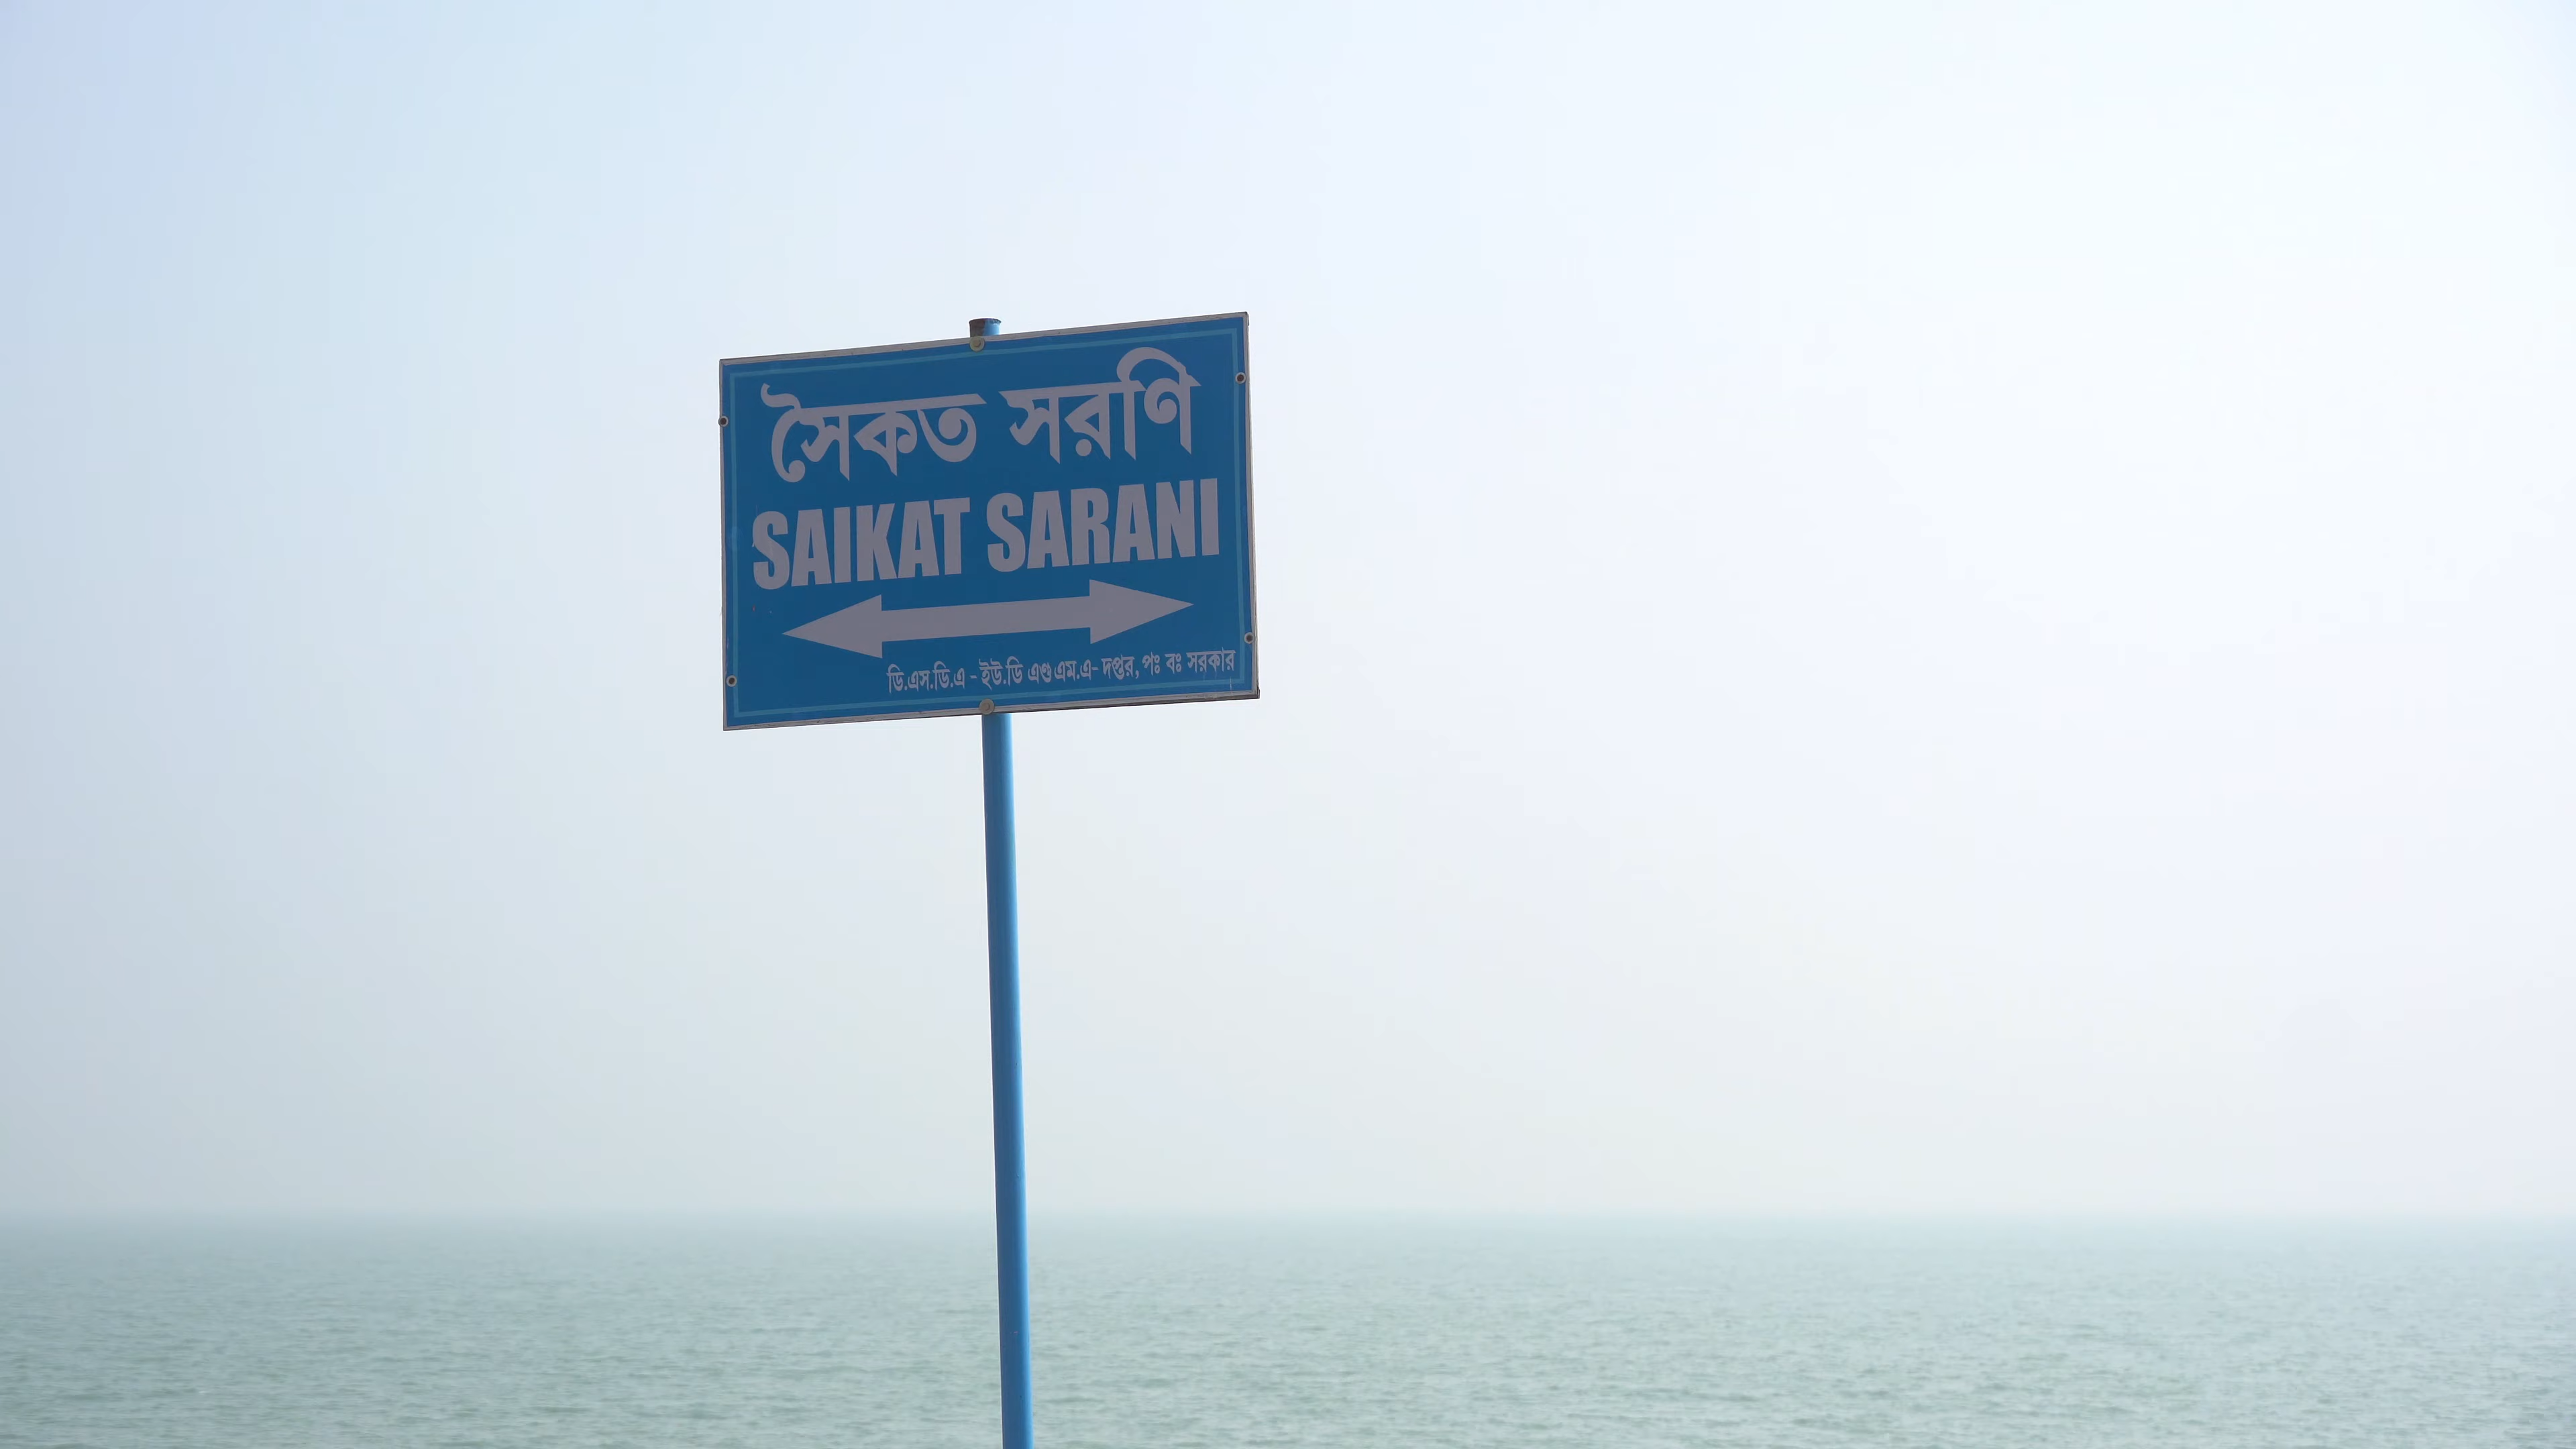 সৈকত সরণি
SAIKAT SARANI
ডি.এস.ডি.এ - ইউ.ডি এণ্ড এম.এ- দপ্তর, পঃ বঃ সরকার